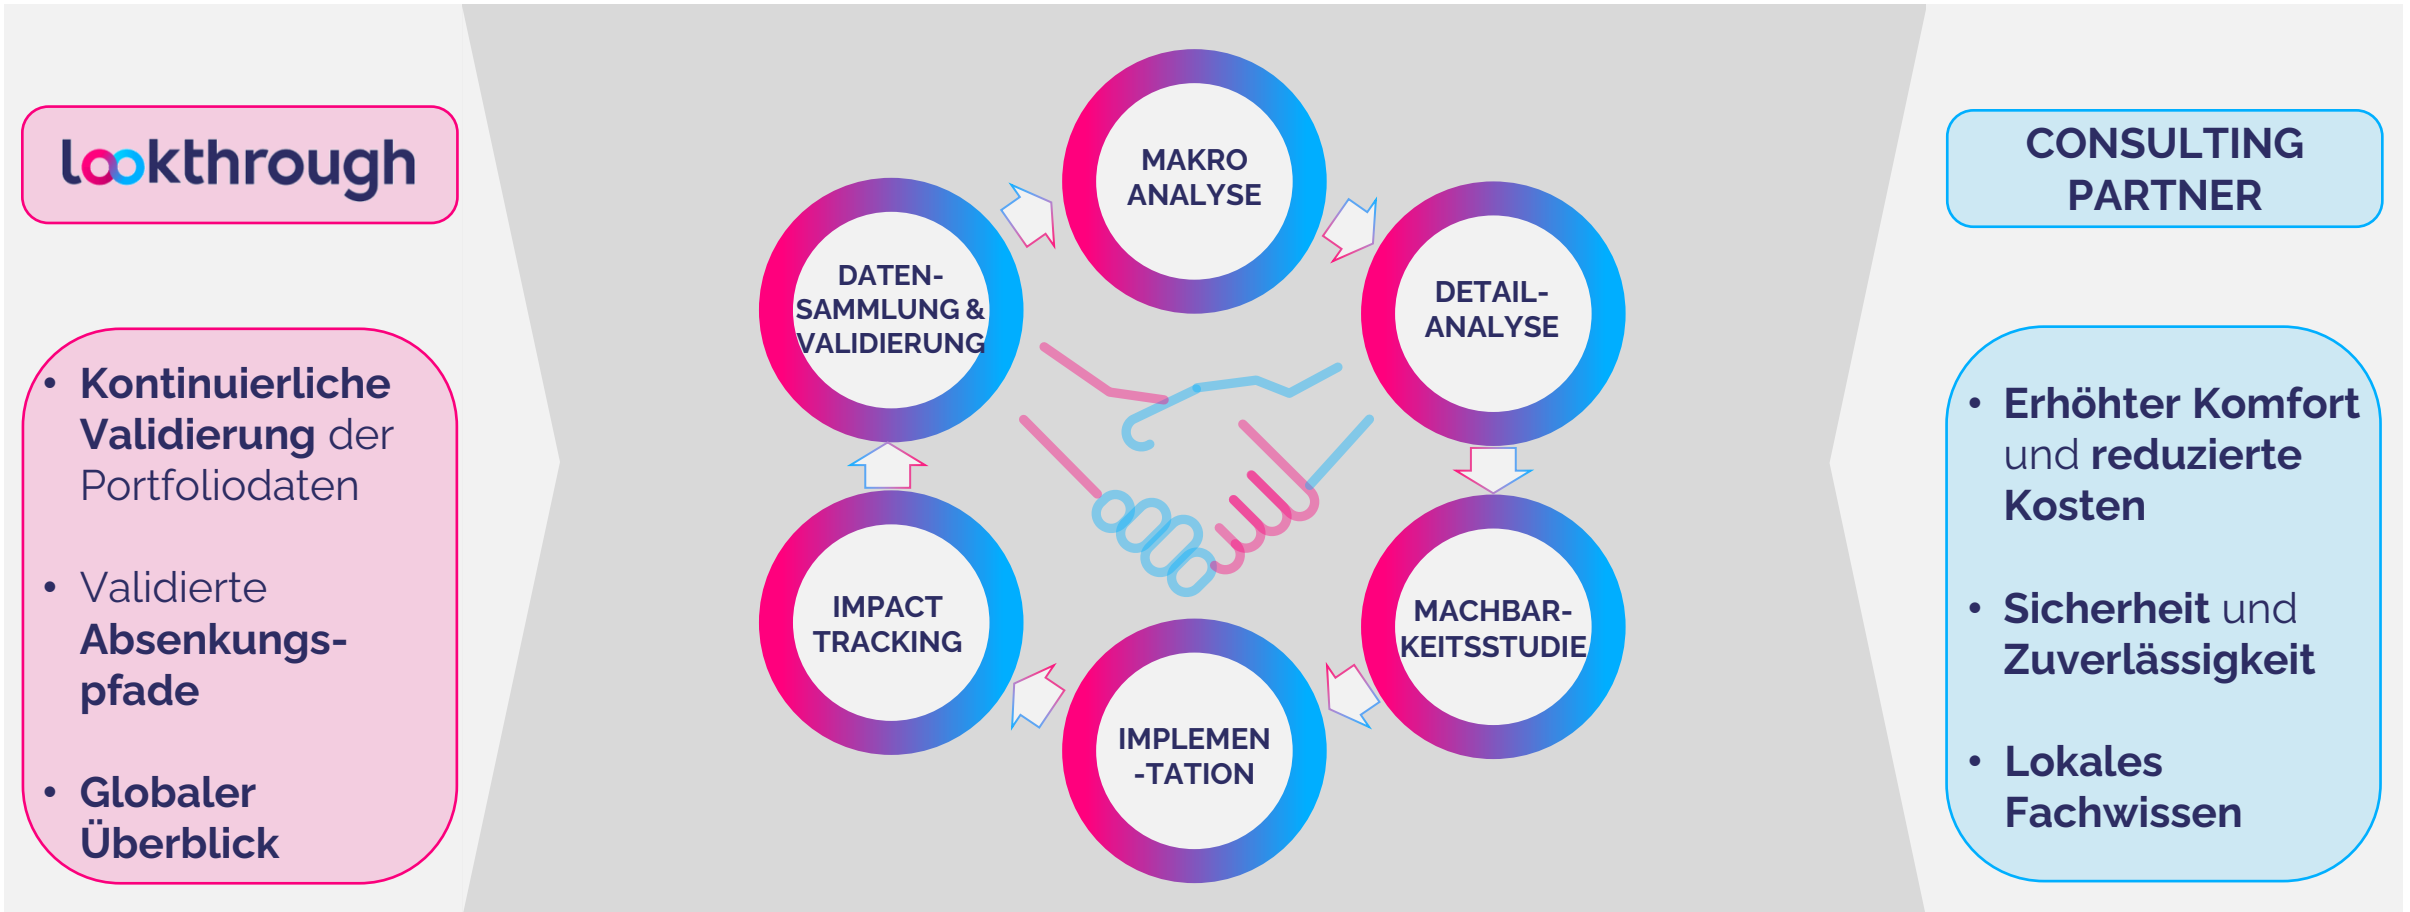 lookthrough
• Kontinuierliche
Validierung der
Portfoliodaten
• Validierte
Absenkungs-
pfade
• Globaler
Überblick
MAKRO
ANALYSE
DETAIL-
ANALYSE
MACHBAR-
KEITSSTUDIE
IMPLEMEN
-TATION
IMPACT
TRACKING
DATEN-
SAMMLUNG &
VALIDIERUNG
CONSULTING
PARTNER
• Erhöhter Komfort
und reduzierte
Kosten
• Sicherheit und
Zuverlässigkeit
• Lokales
Fachwissen